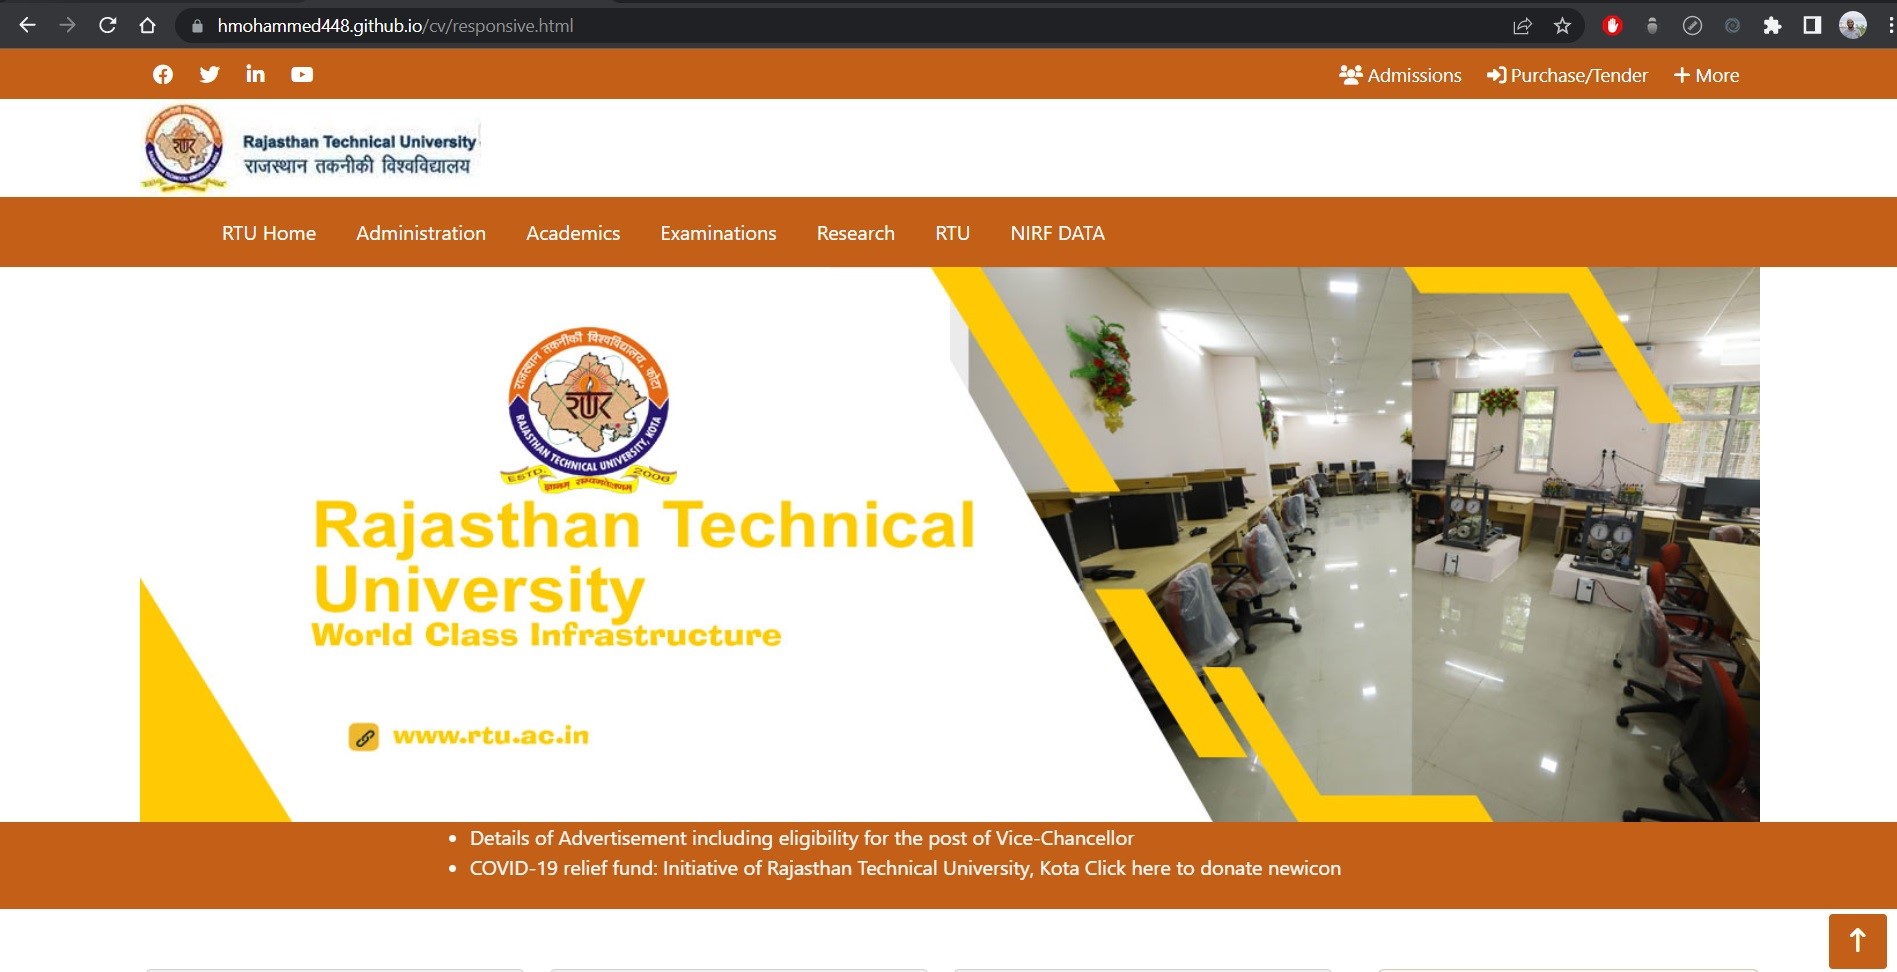 hmohammed448.github.io/cv/responsive.html
Admissions Purchase/Tender More
Rajasthan Technical University
राजस्थान तकनीकी विश्वविद्यालय
RTU Home Administration Academics Examinations Research RTU NIRF DATA
राजस्थान तकनीकी विश्वविद्यालय, कोटा
RAJASTHAN TECHNICAL UNIVERSITY, KOTA
ESTD. 2006
Rajasthan Technical
University
World Class Infrastructure
www.rtu.ac.in
Details of Advertisement including eligibility for the post of Vice-Chancellor
COVID-19 relief fund: Initiative of Rajasthan Technical University, Kota Click here to donate newicon